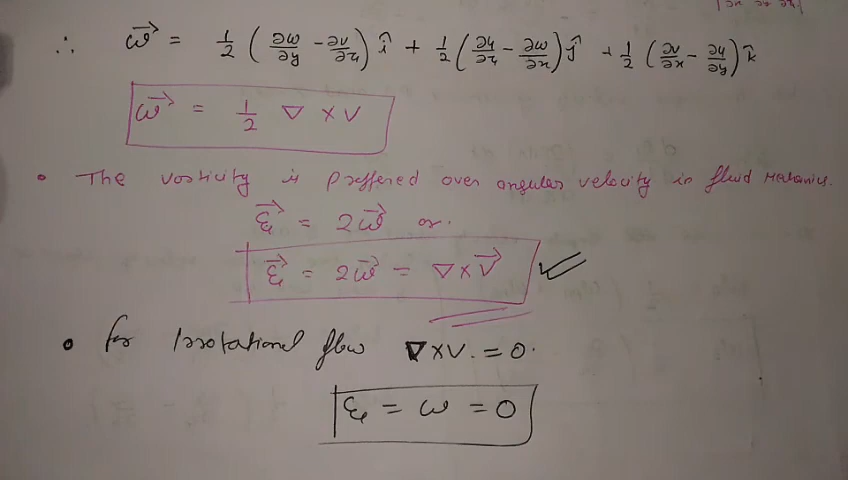 ∴ ω⃗ = 1/2 (∂ω/∂y - ∂v/∂z) î + 1/2 (∂u/∂z - ∂ω/∂x) ĵ + 1/2 (∂v/∂x - ∂u/∂y) k̂
ω⃗ = 1/2 ∇ × V
• The vorticity is preffered over angular velocity in fluid Mechanics.
ξ⃗ = 2ω⃗ or.
ξ⃗ = 2ω⃗ = ∇×V⃗
• for Irrotational flow ∇×V. = 0.
ξ = ω = 0